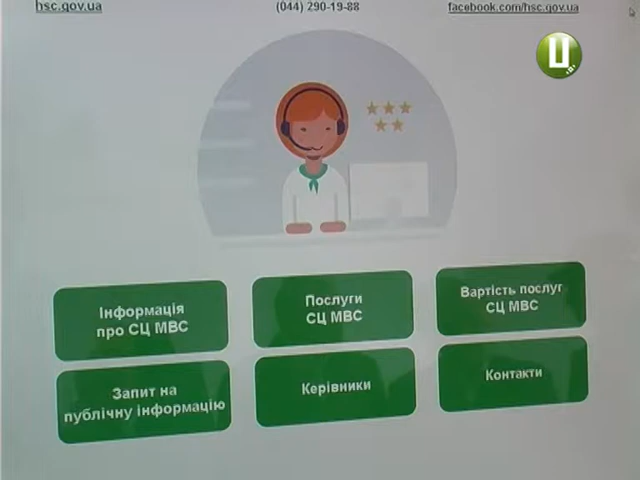 hsc.gov.ua
(044) 290-19-88
facebook.com/hsc.gov.ua
Ц
Інформація
про СЦ МВС
Послуги
СЦ МВС
Вартість послуг
СЦ МВС
Запит на
публічну інформацію
Керівники
Контакти